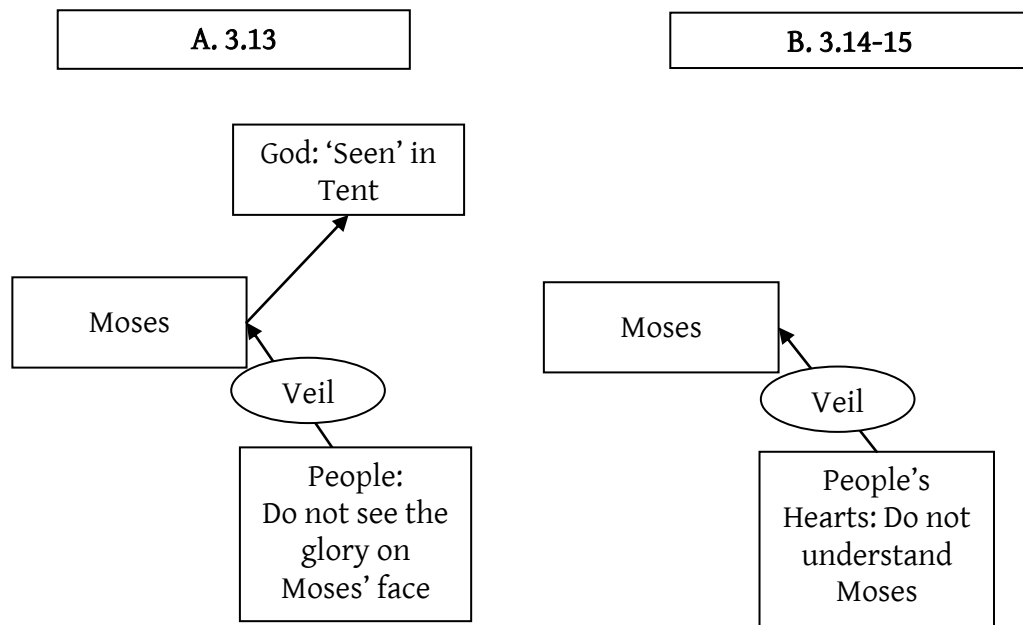 A. 3.13
B. 3.14-15
God: ‘Seen’ in
Tent
Moses
Veil
People:
Do not see the
glory on
Moses’ face
Moses
Veil
People’s
Hearts: Do not
understand
Moses